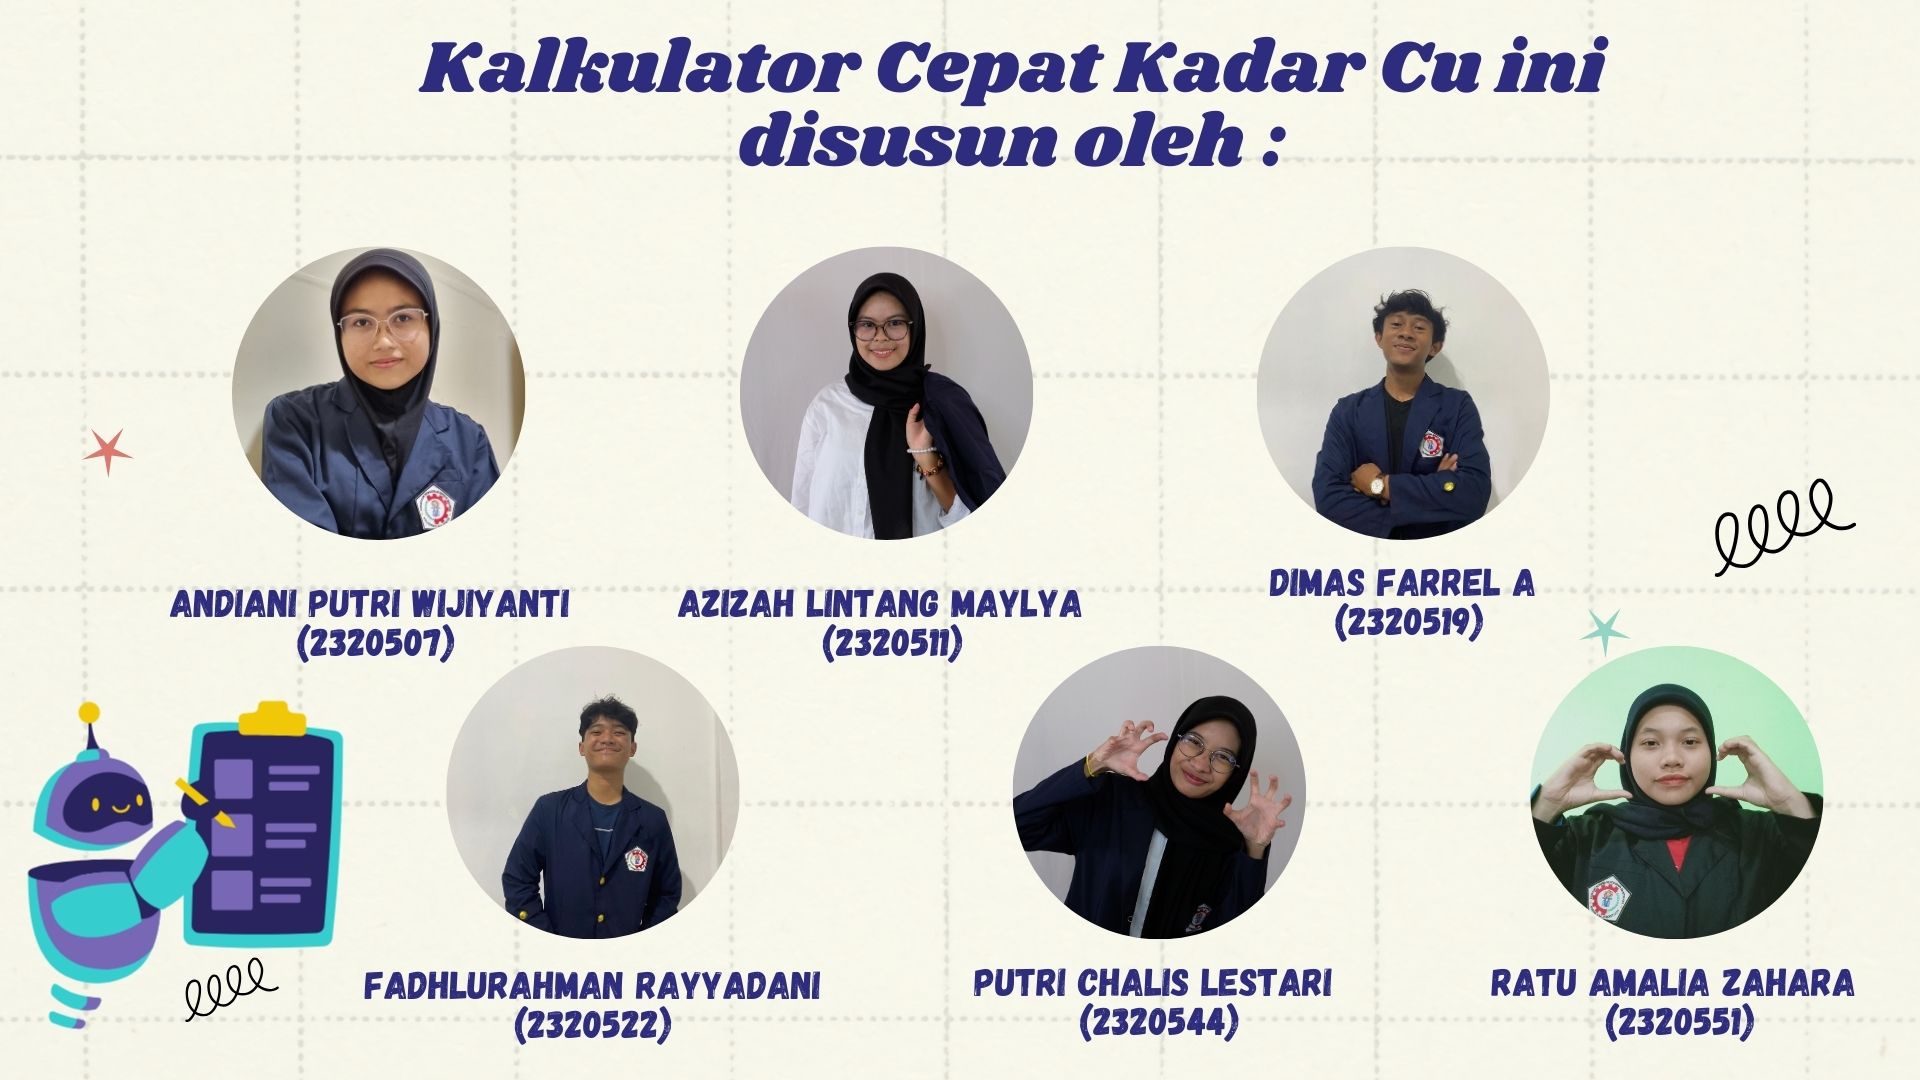 Kalkulator Cepat Kadar Cu ini
disusun oleh :
ANDIANI PUTRI WIJIYANTI
(2320507)
AZIZAH LINTANG MAYLYA
(2320511)
DIMAS FARREL A
(2320519)
FADHLURAHMAN RAYYADANI
(2320522)
PUTRI CHALIS LESTARI
(2320544)
RATU AMALIA ZAHARA
(2320551)